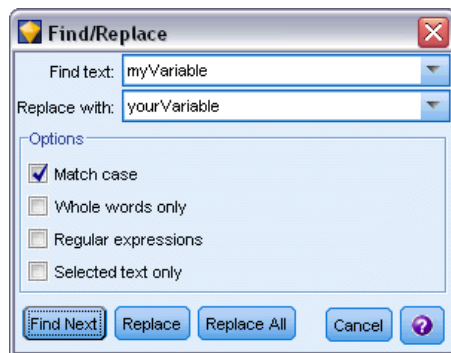 Find/Replace
Find text: myVariable
Replace with: yourVariable
Options
Match case
Whole words only
Regular expressions
Selected text only
Find Next Replace Replace All Cancel ?